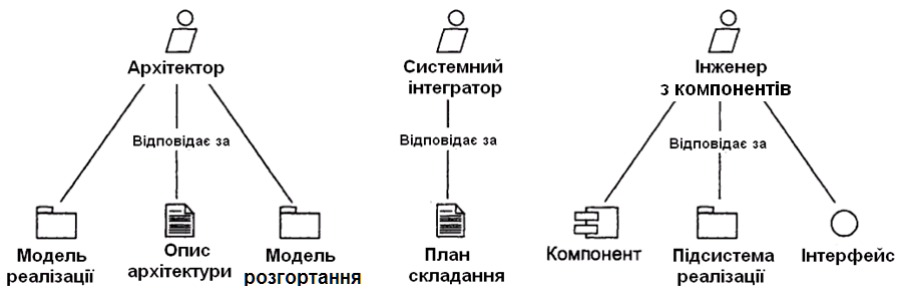 Архітектор
Системний
інтегратор
Інженер
з компонентів
Відповідає за
Відповідає за
Відповідає за
Модель
реалізації
Опис
архітектури
Модель
розгортання
План
складання
Компонент
Підсистема
реалізації
Інтерфейс